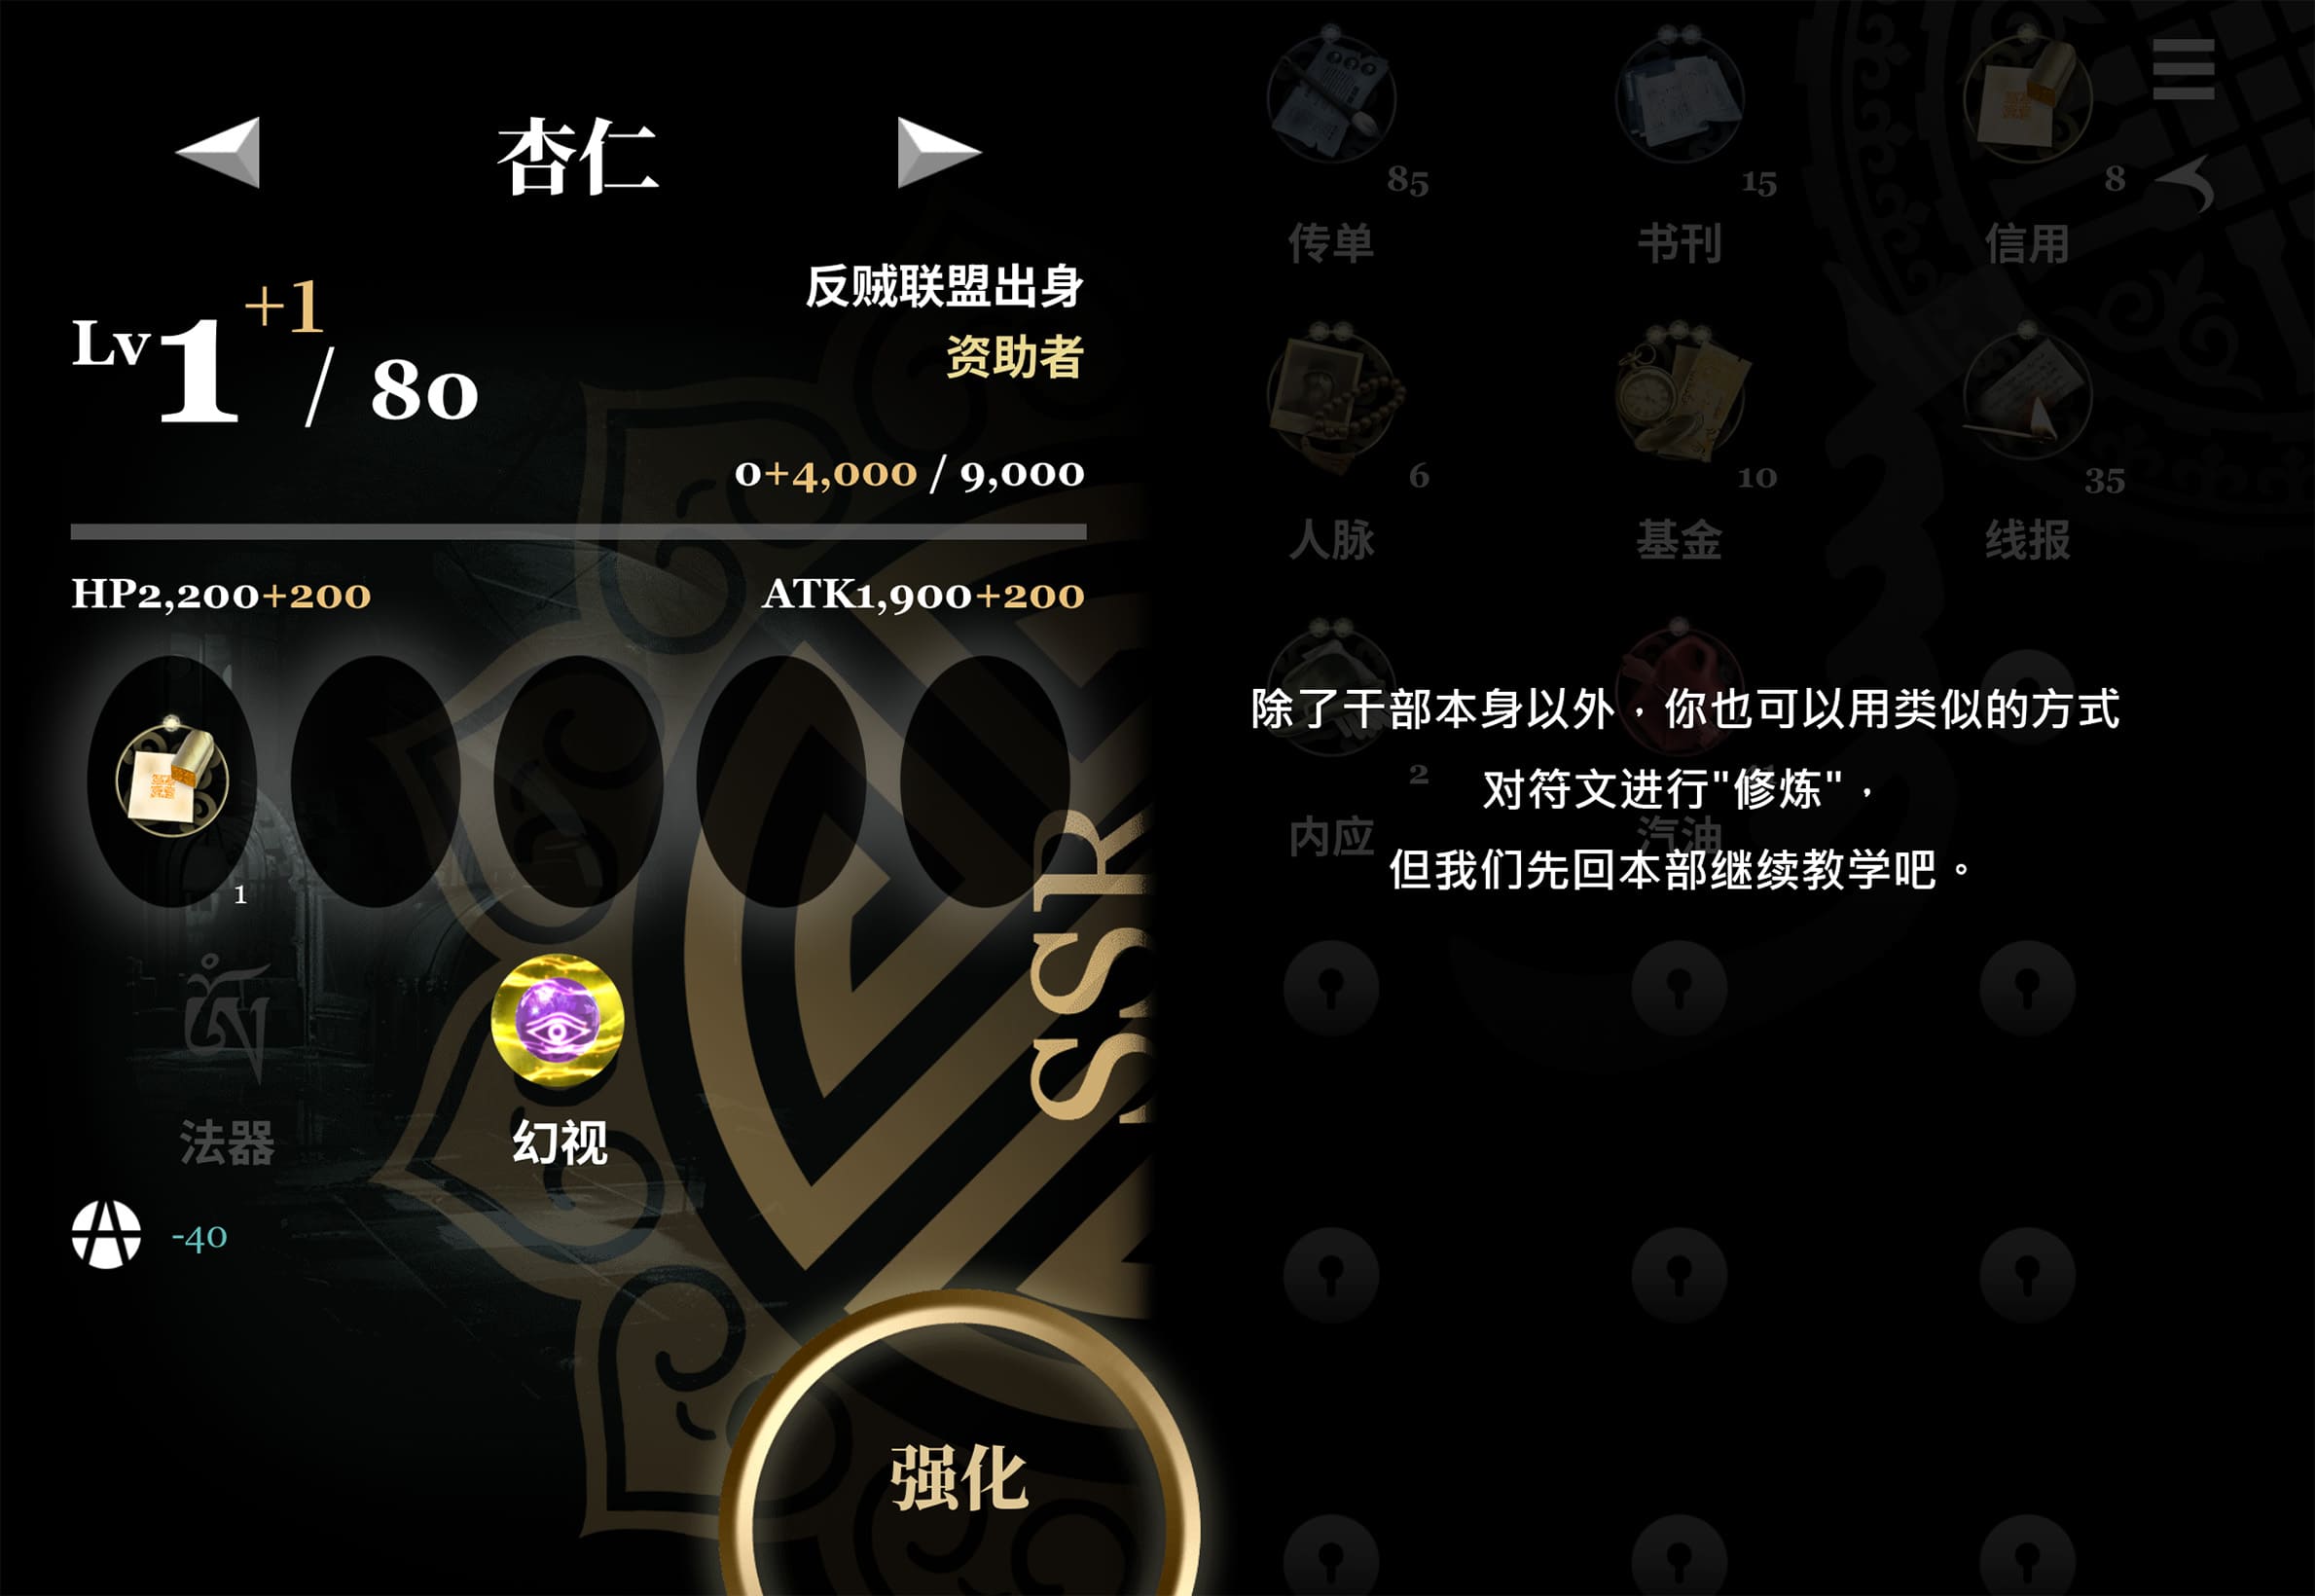 杏仁
Lv1+1 / 80
反贼联盟出身
资助者
0+4,000 / 9,000
HP2,200+200
ATK1,900+200
1
法器
幻视
-40
SSR
强化
85
15
8
传单
书刊
信用
6
10
35
人脉
基金
线报
除了干部本身以外，你也可以用类似的方式
2
对符文进行"修炼"，
内应
汽油
但我们先回本部继续教学吧。